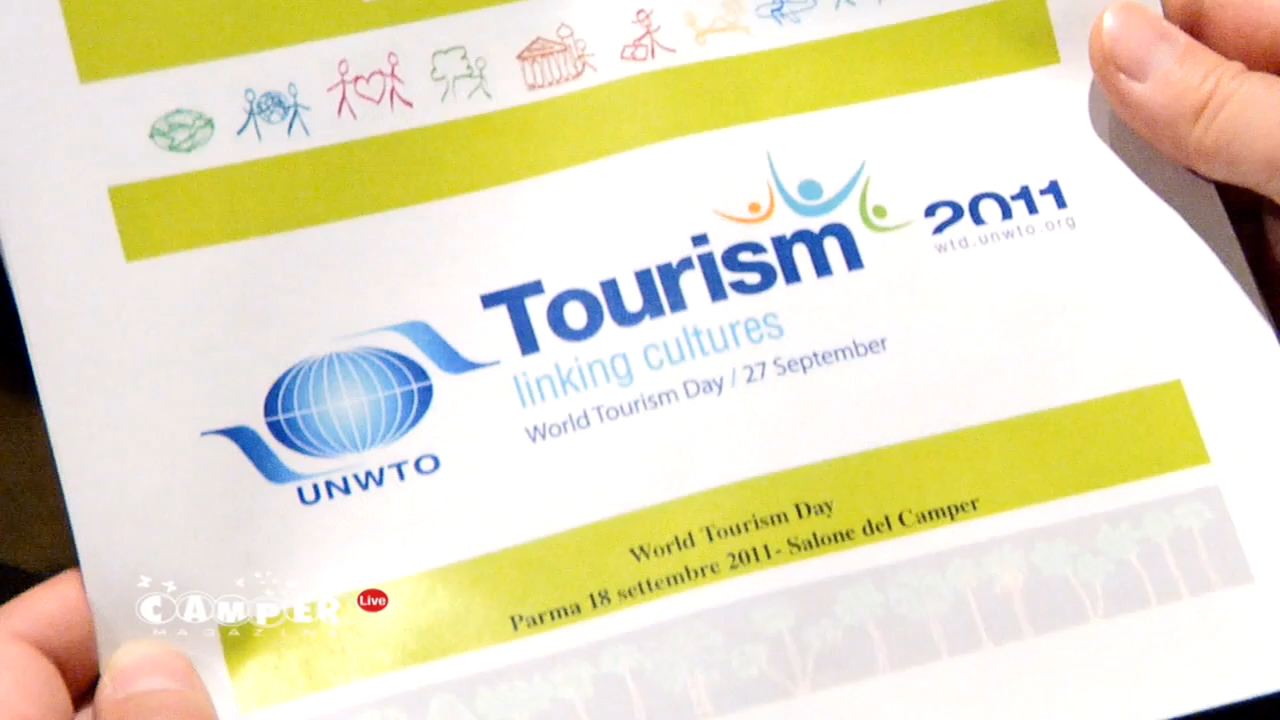 Tourism 2011
wtd.unwto.org
linking cultures
World Tourism Day / 27 September
UNWTO
World Tourism Day
Parma 18 settembre 2011- Salone del Camper
CAMPER Live
MAGAZINE